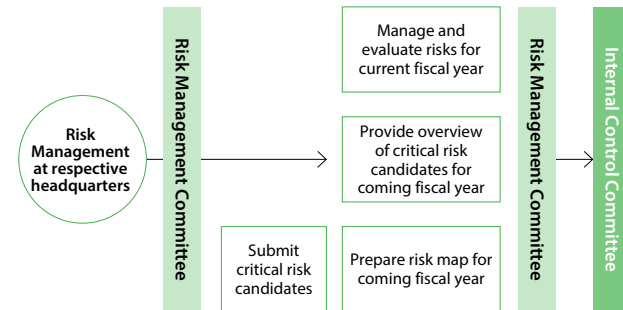 Risk
Management
at respective
headquarters
Risk Management Committee
Submit
critical risk
candidates
Manage and
evaluate risks for
current fiscal year
Provide overview
of critical risk
candidates for
coming fiscal year
Prepare risk map for
coming fiscal year
Risk Management Committee
Internal Control Committee